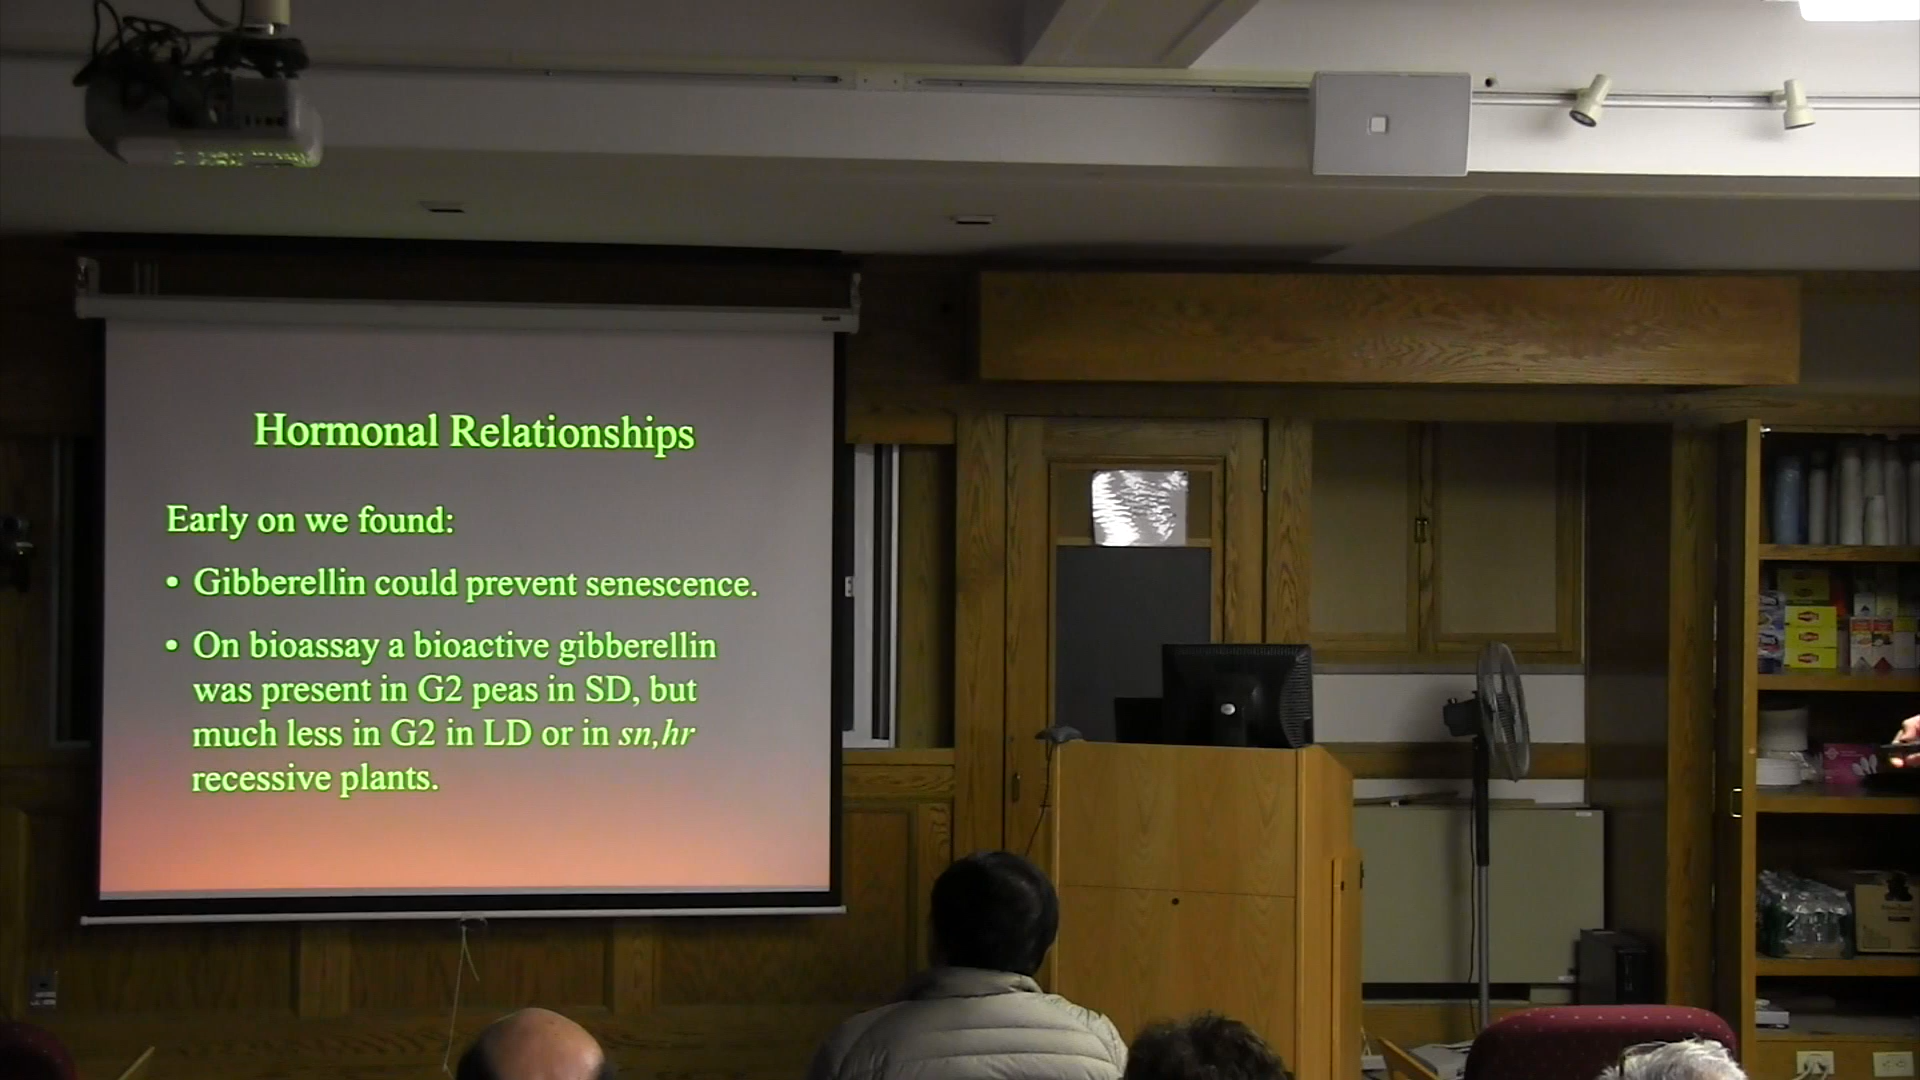 Hormonal Relationships
Early on we found:
• Gibberellin could prevent senescence.
• On bioassay a bioactive gibberellin
was present in G2 peas in SD, but
much less in G2 in LD or in sn,hr
recessive plants.